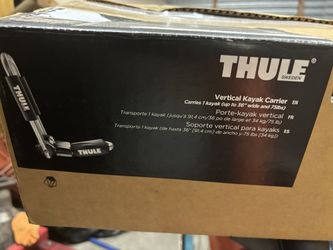 THULE
SWEDEN
Vertical Kayak Carrier EN
Carries 1 kayak (up to 36" wide and 75lbs)
Porte-kayak vertical FR
Transports 1 kayak (jusqu'à 91,4 cm/36 po de large et 34 kg/75 lb)
Soporte vertical para kayaks ES
Transporta 1 kayak (de hasta 36" [91,4 cm] de ancho y 75 lbs [34 kg])
THULE
THULE